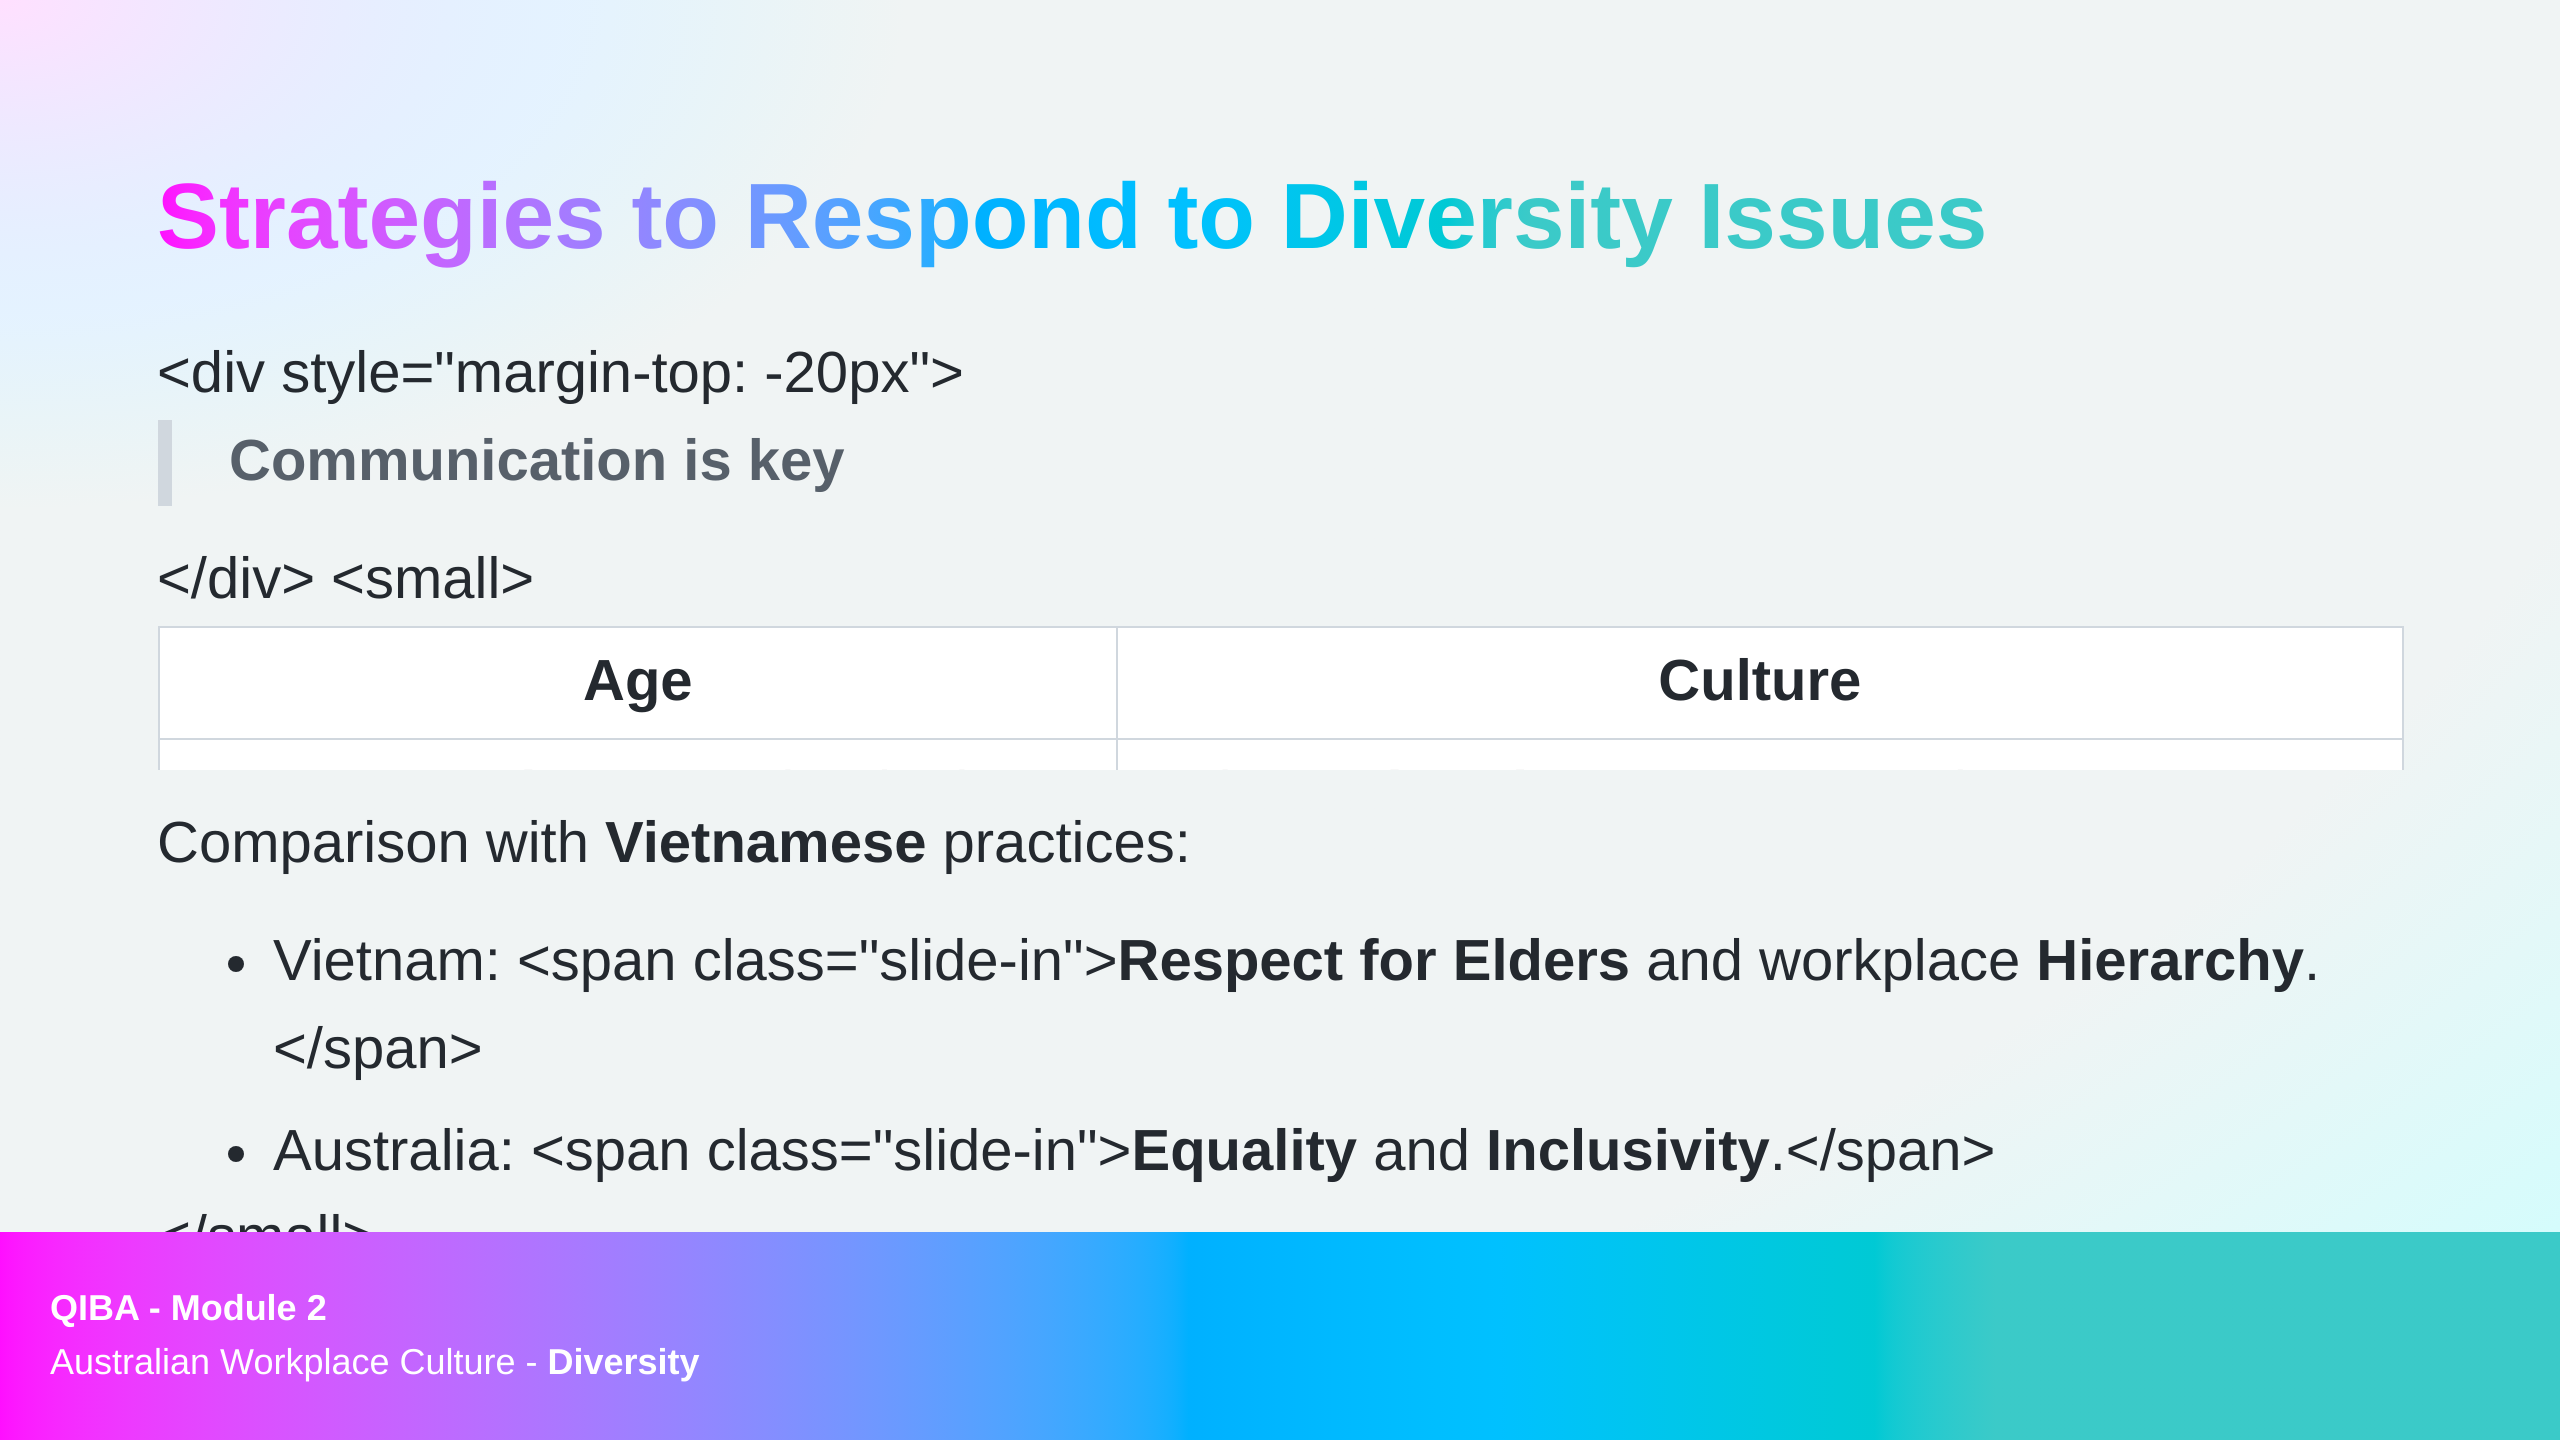 Strategies to Respond to Diversity Issues
<div style="margin-top: -20px">
Communication is key
</div> <small>
Age Culture
Comparison with Vietnamese practices:
• Vietnam: <span class="slide-in">Respect for Elders and workplace Hierarchy.
</span>
• Australia: <span class="slide-in">Equality and Inclusivity.</span>
</small>
QIBA - Module 2
Australian Workplace Culture - Diversity